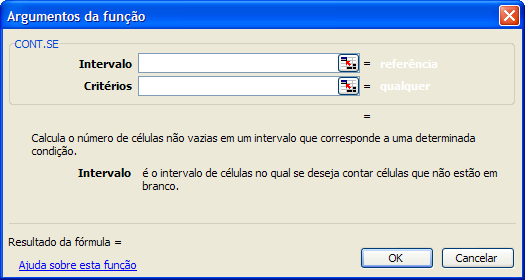 Argumentos da função
CONT.SE
Intervalo = referência
Critérios = qualquer
=
Calcula o número de células não vazias em um intervalo que corresponde a uma determinada
condição.
Intervalo é o intervalo de células no qual se deseja contar células que não estão em
branco.
Resultado da fórmula =
Ajuda sobre esta função
OK Cancelar